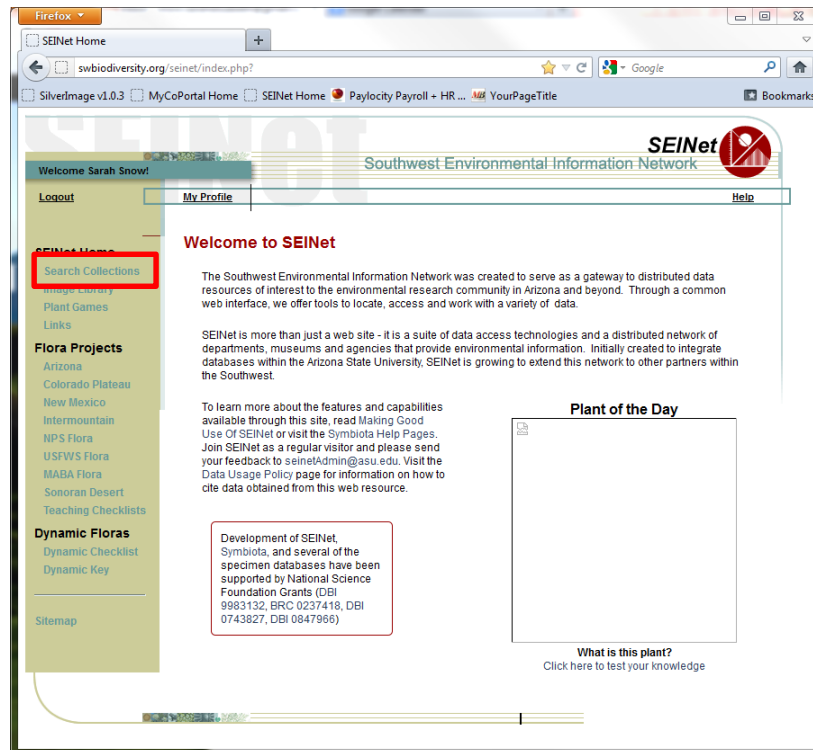 Firefox
SEINet Home
swbiodiversity.org/seinet/index.php?
Google
SilverImage v1.0.3 MyCoPortal Home SEINet Home Paylocity Payroll + HR ... YourPageTitle Bookmarks
SEINet
SEINet
Southwest Environmental Information Network
Welcome Sarah Snow!
Logout My Profile Help
SEINet Home
Search Collections
Image Library
Plant Games
Links
Flora Projects
Arizona
Colorado Plateau
New Mexico
Intermountain
NPS Flora
USFWS Flora
MABA Flora
Sonoran Desert
Teaching Checklists
Dynamic Floras
Dynamic Checklist
Dynamic Key
Sitemap
Welcome to SEINet
The Southwest Environmental Information Network was created to serve as a gateway to distributed data
resources of interest to the environmental research community in Arizona and beyond. Through a common
web interface, we offer tools to locate, access and work with a variety of data.
SEINet is more than just a web site - it is a suite of data access technologies and a distributed network of
departments, museums and agencies that provide environmental information. Initially created to integrate
databases within the Arizona State University, SEINet is growing to extend this network to other partners within
the Southwest.
To learn more about the features and capabilities
available through this site, read Making Good
Use Of SEINet or visit the Symbiota Help Pages.
Join SEINet as a regular visitor and please send
your feedback to seinetAdmin@asu.edu. Visit the
Data Usage Policy page for information on how to
cite data obtained from this web resource.
Development of SEINet,
Symbiota, and several of the
specimen databases have been
supported by National Science
Foundation Grants (DBI
9983132, BRC 0237418, DBI
0743827, DBI 0847966)
Plant of the Day
What is this plant?
Click here to test your knowledge